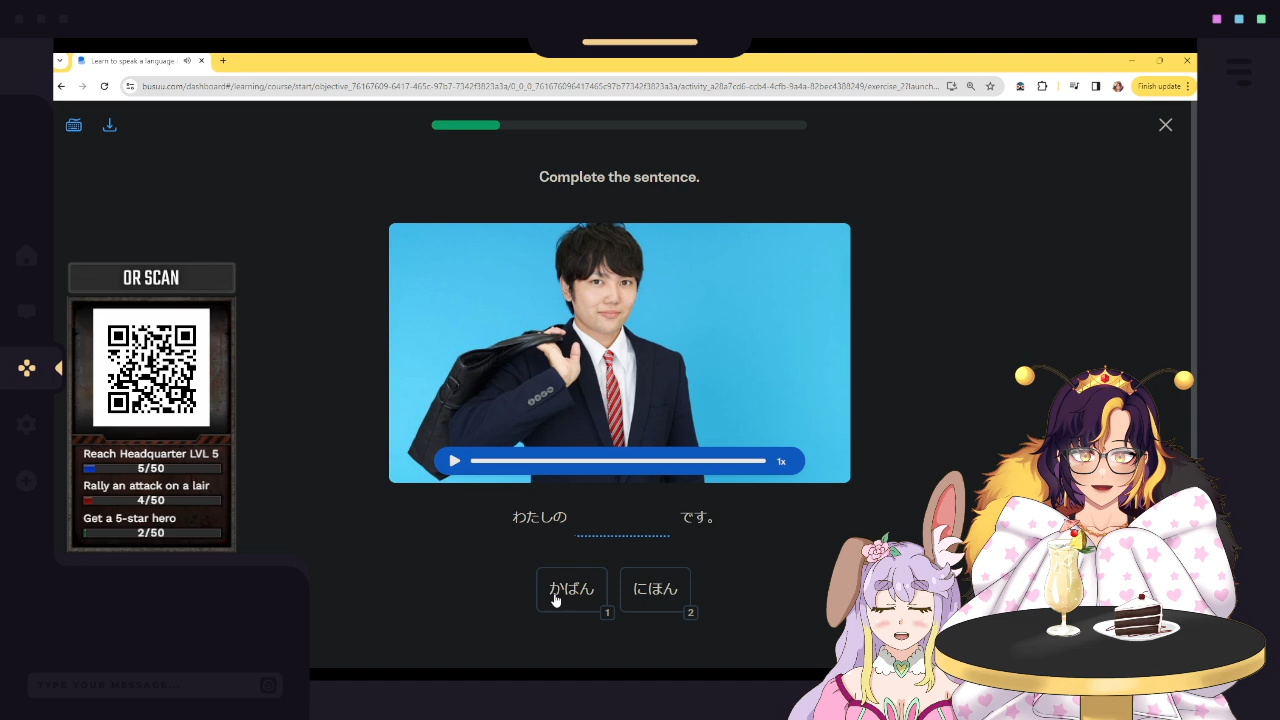 Learn to speak a language
busuu.com/dashboard#/learning/course/start/objective_76167609-6417-465c-97b7-7342f3823a3a/0_0_0_761676096417465c97b77342f3823a3a/activity_a28a7cd6-ccb4-4cfb-9a4a-82bec4388249/exercise_2?launch...
Finish update
Complete the sentence.
OR SCAN
Reach Headquarter LVL 5
5/50
Rally an attack on a lair
4/50
Get a 5-star hero
2/50
1x
わたしの です。
かばん
1
にほん
2
TYPE YOUR MESSAGE...